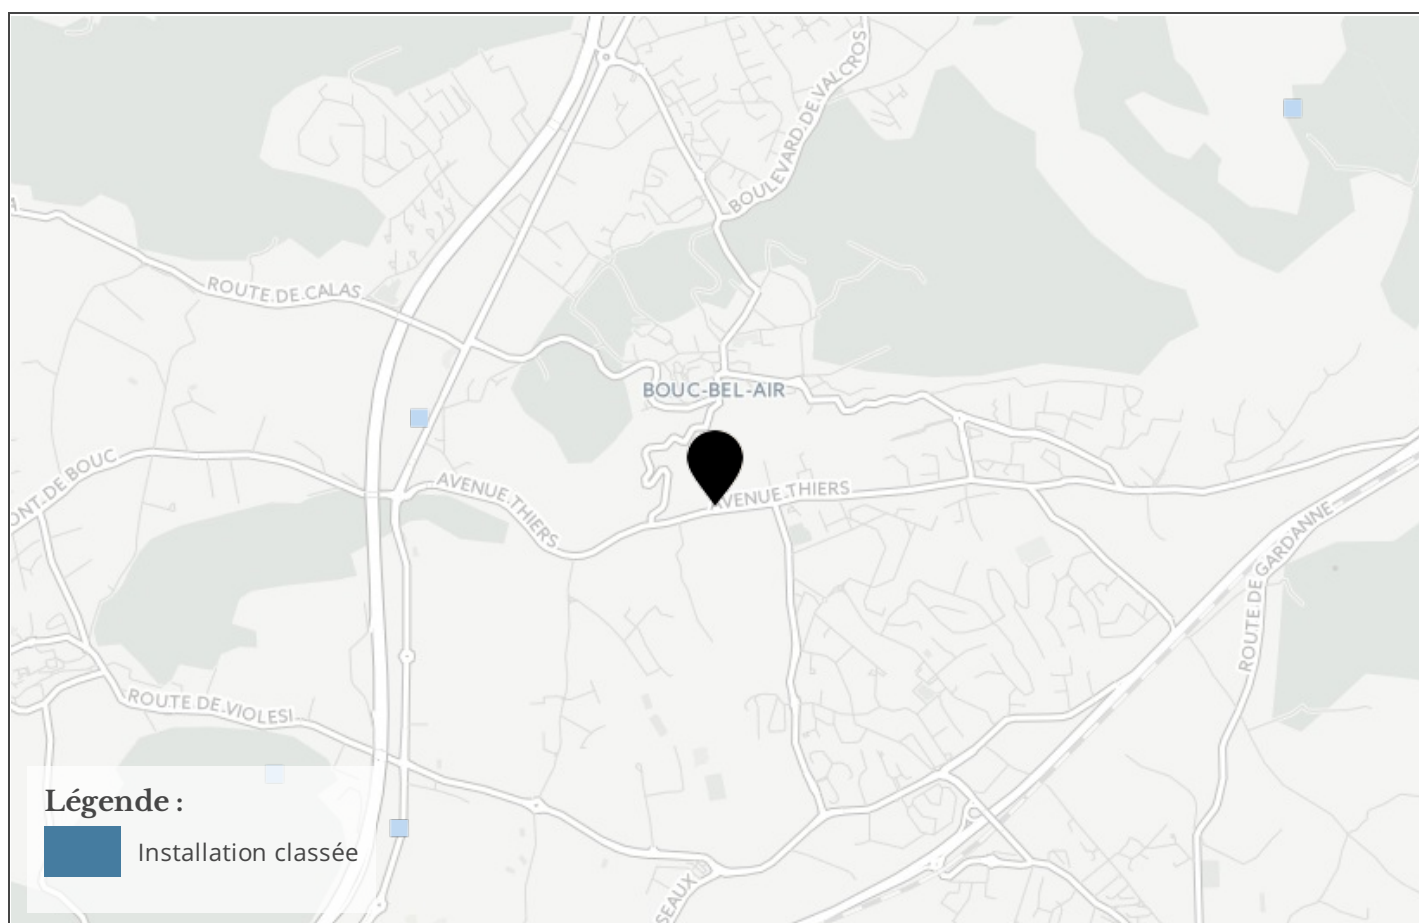 BOULEVARD DE VALCROS
ROUTE DE CALAS
BOUC-BEL-AIR
ONT DE BOUC
AVENUE THIERS
AVENUE THIERS
ROUTE DE GARDANNE
ROUTE DE VIOLESI
Légende :
Installation classée
SEAUX